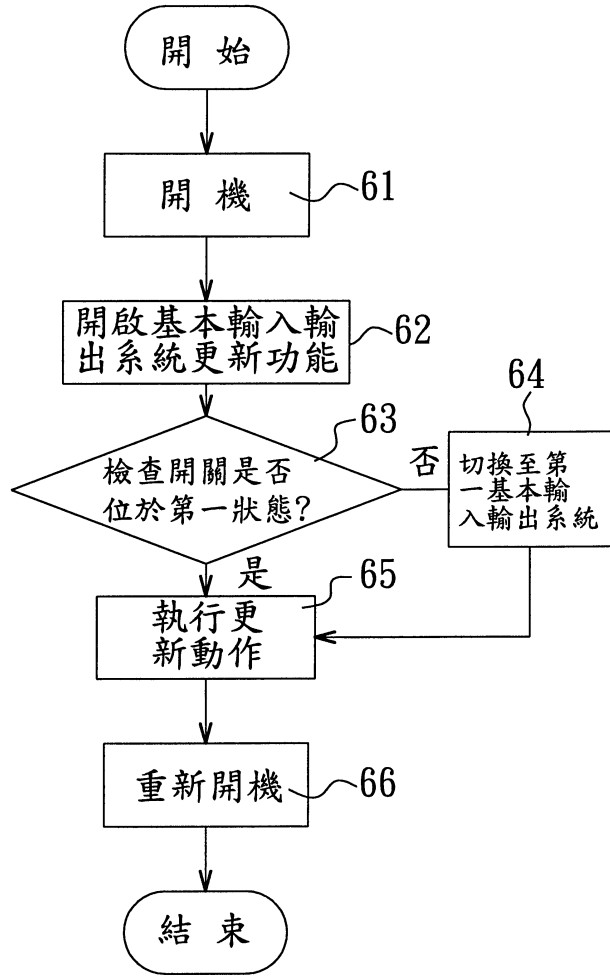 開始
開機
61
開啟基本輸入輸
出系統更新功能
62
63
檢查開關是否
位於第一狀態?
否
64
切換至第
一基本輸
入輸出系統
是
65
執行更
新動作
重新開機
66
結束